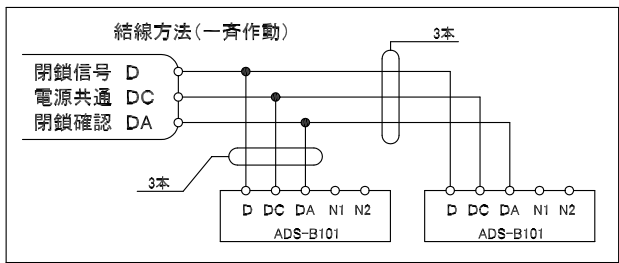 結線方法(一斉作動)
3本
閉鎖信号 D
電源共通 DC
閉鎖確認 DA
3本
D DC DA N1 N2
ADS-B101
D DC DA N1 N2
ADS-B101